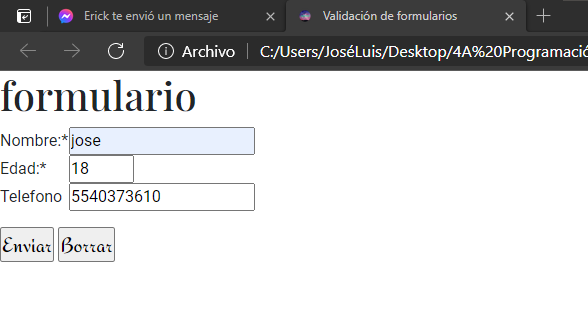 Erick te envió un mensaje
Validación de formularios
Archivo C:/Users/JoséLuis/Desktop/4A%20Programació
formulario
Nombre:* jose
Edad:* 18
Telefono 5540373610
Enviar Borrar